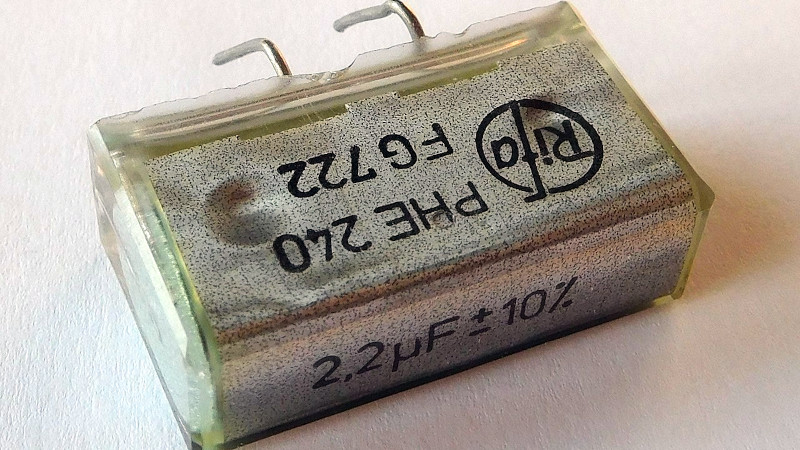 Rifa
PHE 240
FG 722
2,2µF ± 10%